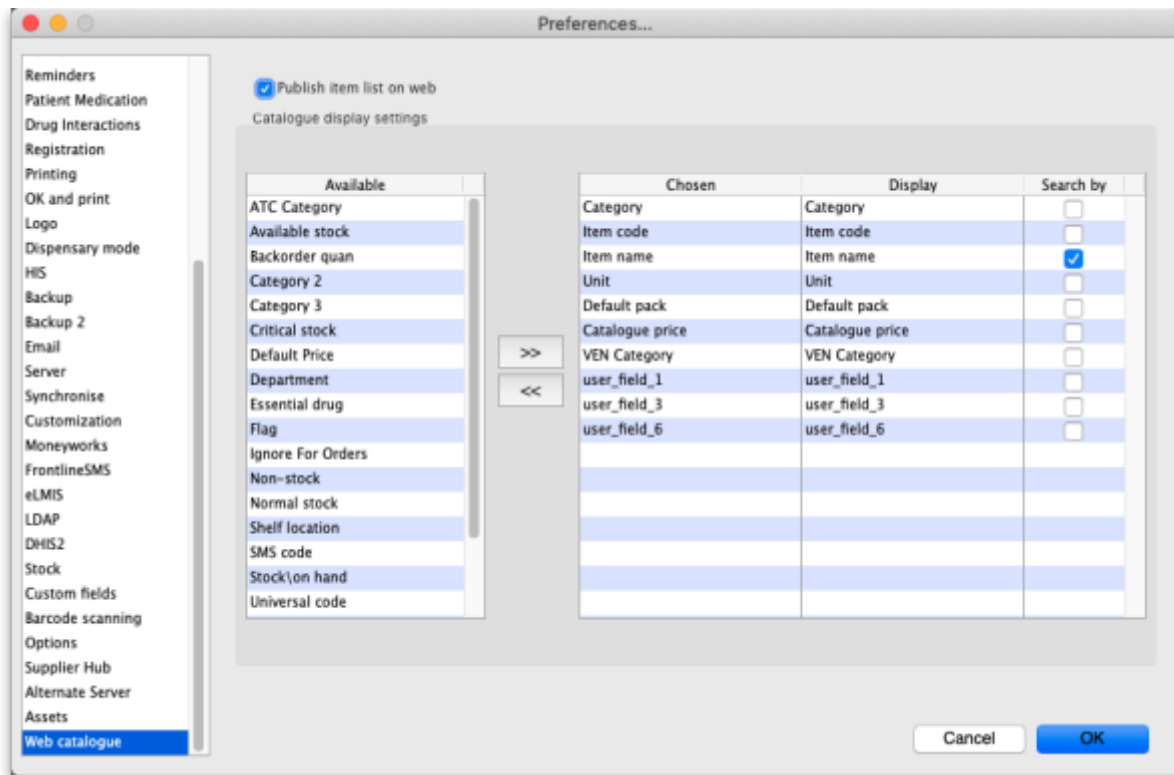 Preferences...
Reminders
Patient Medication
Drug Interactions
Registration
Printing
OK and print
Logo
Dispensary mode
HIS
Backup
Backup 2
Email
Server
Synchronise
Customization
Moneyworks
FrontlineSMS
eLMIS
LDAP
DHIS2
Stock
Custom fields
Barcode scanning
Options
Supplier Hub
Alternate Server
Assets
Web catalogue
Publish item list on web
Catalogue display settings
Available
ATC Category
Available stock
Backorder quan
Category 2
Category 3
Critical stock
Default Price
Department
Essential drug
Flag
Ignore For Orders
Non-stock
Normal stock
Shelf location
SMS code
Stock\on hand
Universal code
>>
<<
Chosen Display Search by
Category Category
Item code Item code
Item name Item name
Unit Unit
Default pack Default pack
Catalogue price Catalogue price
VEN Category VEN Category
user_field_1 user_field_1
user_field_3 user_field_3
user_field_6 user_field_6
Cancel OK